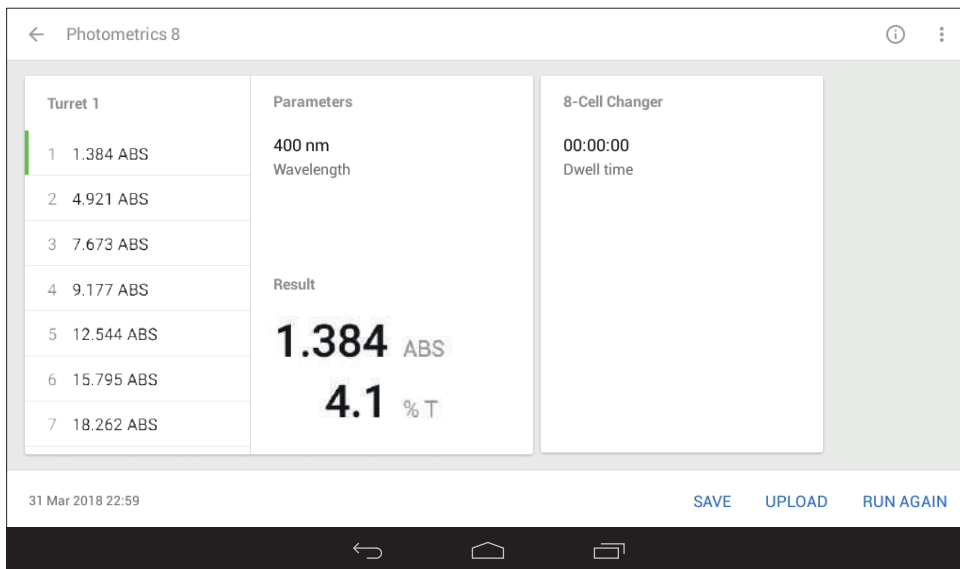 Photometrics 8
Turret 1
1 1.384 ABS
2 4.921 ABS
3 7.673 ABS
4 9.177 ABS
5 12.544 ABS
6 15.795 ABS
7 18.262 ABS
Parameters
400 nm
Wavelength
Result
1.384 ABS
4.1 % T
8-Cell Changer
00:00:00
Dwell time
31 Mar 2018 22:59
SAVE UPLOAD RUN AGAIN